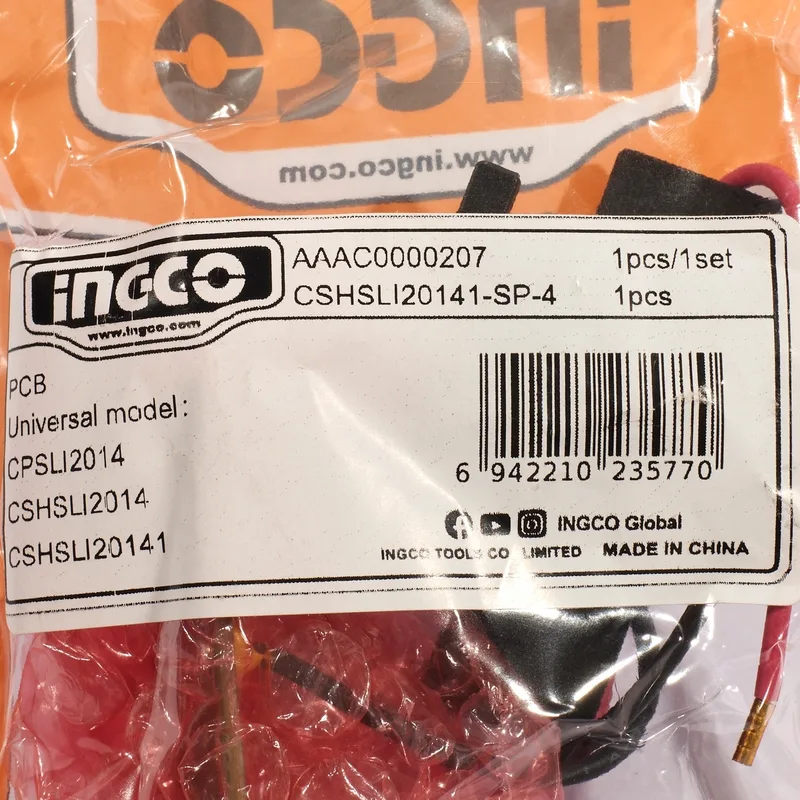 INGCO
www.ingco.com
INGCO
www.ingco.com
AAAC0000207 1pcs/1set
CSHSLI20141-SP-4 1pcs
PCB
Universal model:
CPSLI2014
CSHSLI2014
CSHSLI20141
6 942210 235770
INGCO Global
INGCO TOOLS CO LIMITED MADE IN CHINA